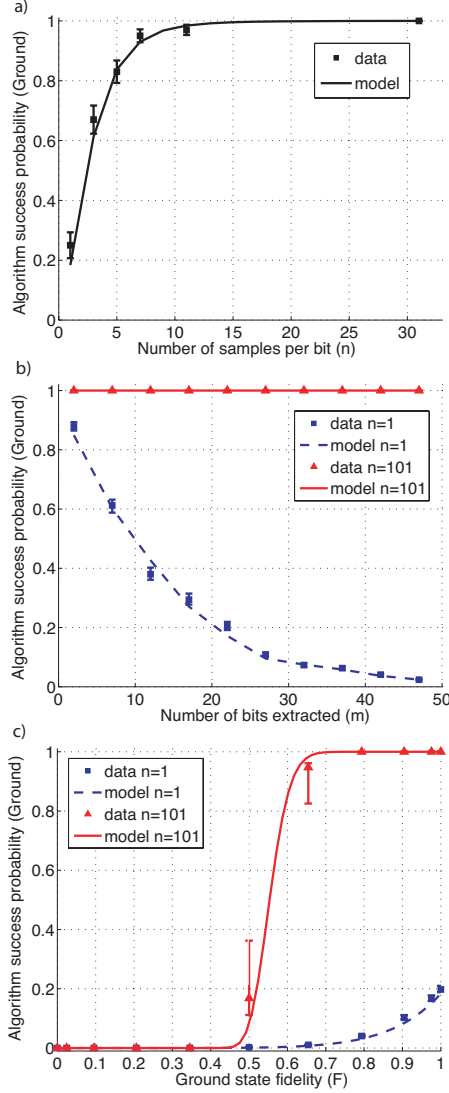 a)
1
0.8
0.6
0.4
0.2
0
Algorithm success probability (Ground)
data
model
0 5 10 15 20 25 30
Number of samples per bit (n)
b)
1
0.8
0.6
0.4
0.2
0
Algorithm success probability (Ground)
data n=1
model n=1
data n=101
model n=101
0 10 20 30 40 50
Number of bits extracted (m)
c)
1
0.8
0.6
0.4
0.2
0
Algorithm success probability (Ground)
data n=1
model n=1
data n=101
model n=101
0 0.1 0.2 0.3 0.4 0.5 0.6 0.7 0.8 0.9 1
Ground state fidelity (F)